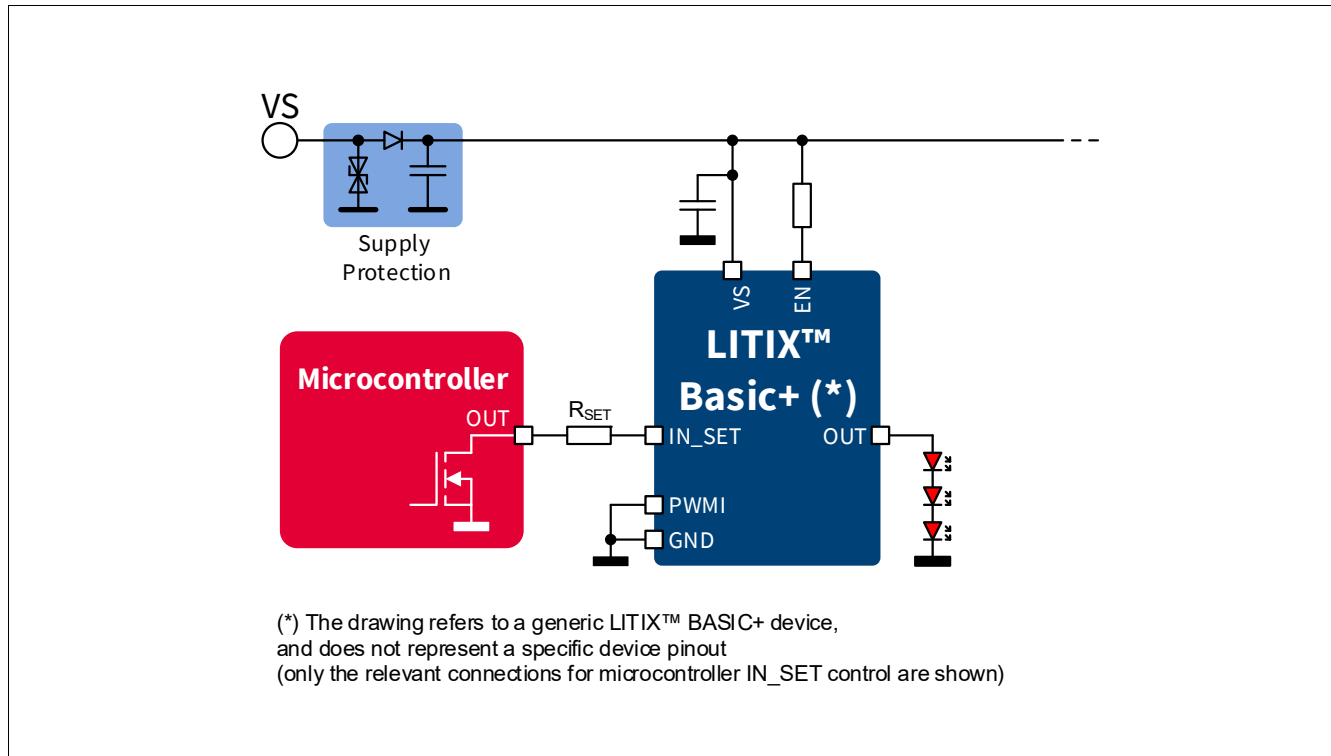 VS
Supply
Protection
VS
EN
LITIX™
Basic+ (*)
Microcontroller
OUT
RSET
IN_SET
OUT
PWMI
GND
(*) The drawing refers to a generic LITIX™ BASIC+ device,
and does not represent a specific device pinout
(only the relevant connections for microcontroller IN_SET control are shown)